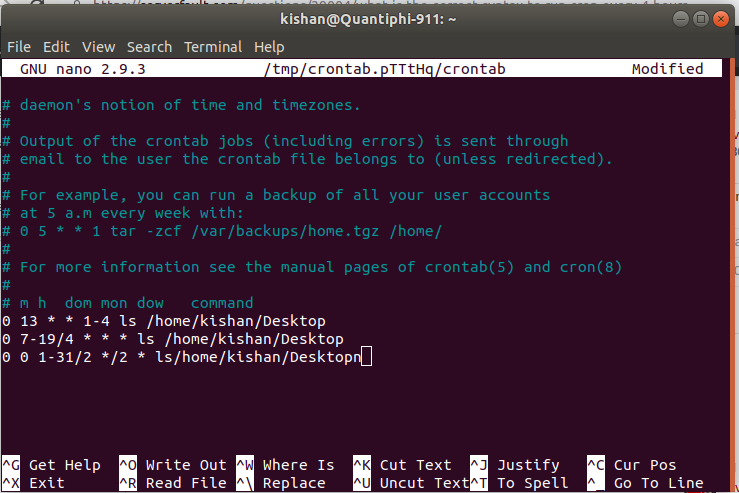 kishan@Quantiphi-911: ~
File Edit View Search Terminal Help
GNU nano 2.9.3 /tmp/crontab.pTTtHq/crontab Modified
# daemon's notion of time and timezones.
#
# Output of the crontab jobs (including errors) is sent through
# email to the user the crontab file belongs to (unless redirected).
#
# For example, you can run a backup of all your user accounts
# at 5 a.m every week with:
# 0 5 * * 1 tar -zcf /var/backups/home.tgz /home/
#
# For more information see the manual pages of crontab(5) and cron(8)
#
# m h  dom mon dow   command
0 13 * * 1-4 ls /home/kishan/Desktop
0 7-19/4 * * * ls /home/kishan/Desktop
0 0 1-31/2 */2 * ls/home/kishan/Desktopn
^G Get Help ^O Write Out ^W Where Is ^K Cut Text ^J Justify ^C Cur Pos
^X Exit ^R Read File ^\ Replace ^U Uncut Text ^T To Spell ^_ Go To Line